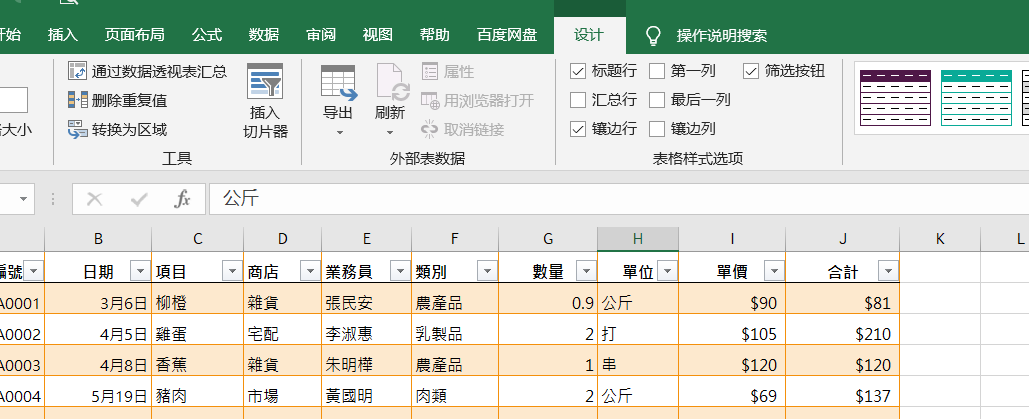 开始 插入 页面布局 公式 数据 审阅 视图 帮助 百度网盘 设计 操作说明搜索
通过数据透视表汇总 属性 标题行 第一列 筛选按钮
删除重复值 用浏览器打开 汇总行 最后一列
插入 切片器 导出 刷新
大小 转换为区域 取消链接 镶边行 镶边列
工具 外部表数据 表格样式选项
fx 公斤
B C D E F G H I J K L
編號 日期 項目 商店 業務員 類別 數量 單位 單價 合計
A0001 3月6日 柳橙 雜貨 張民安 農產品 0.9 公斤 $90 $81
A0002 4月5日 雞蛋 宅配 李淑惠 乳製品 2 打 $105 $210
A0003 4月8日 香蕉 雜貨 朱明樺 農產品 1 串 $120 $120
A0004 5月19日 豬肉 市場 黃國明 肉類 2 公斤 $69 $137